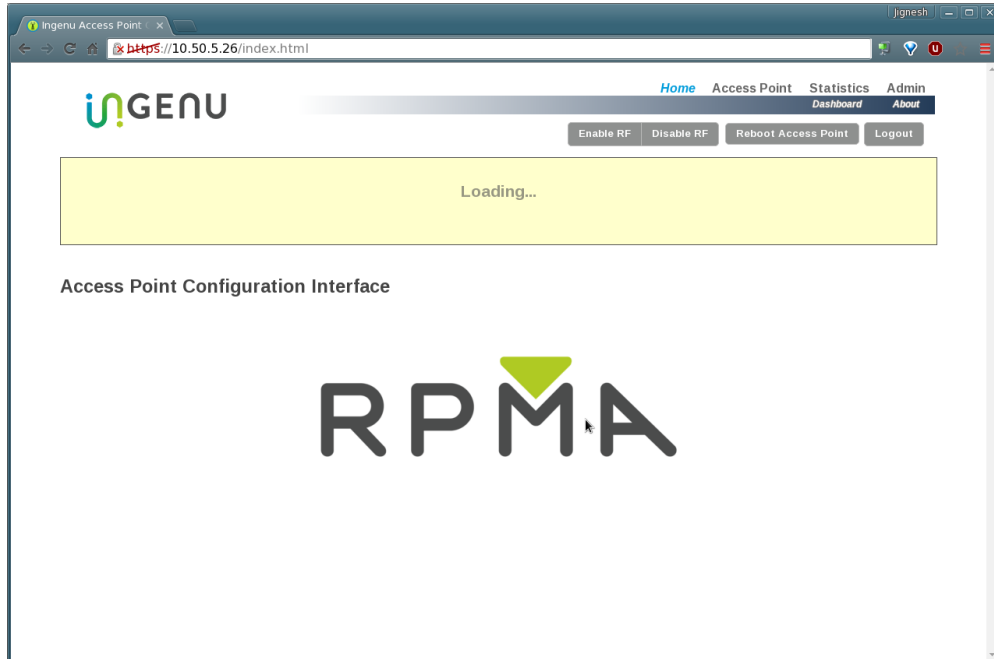 Jignesh
Ingenu Access Point C
https://10.50.5.26/index.html
inGenu
Home Access Point Statistics Admin
Dashboard About
Enable RF Disable RF Reboot Access Point Logout
Loading...
Access Point Configuration Interface
RPMA